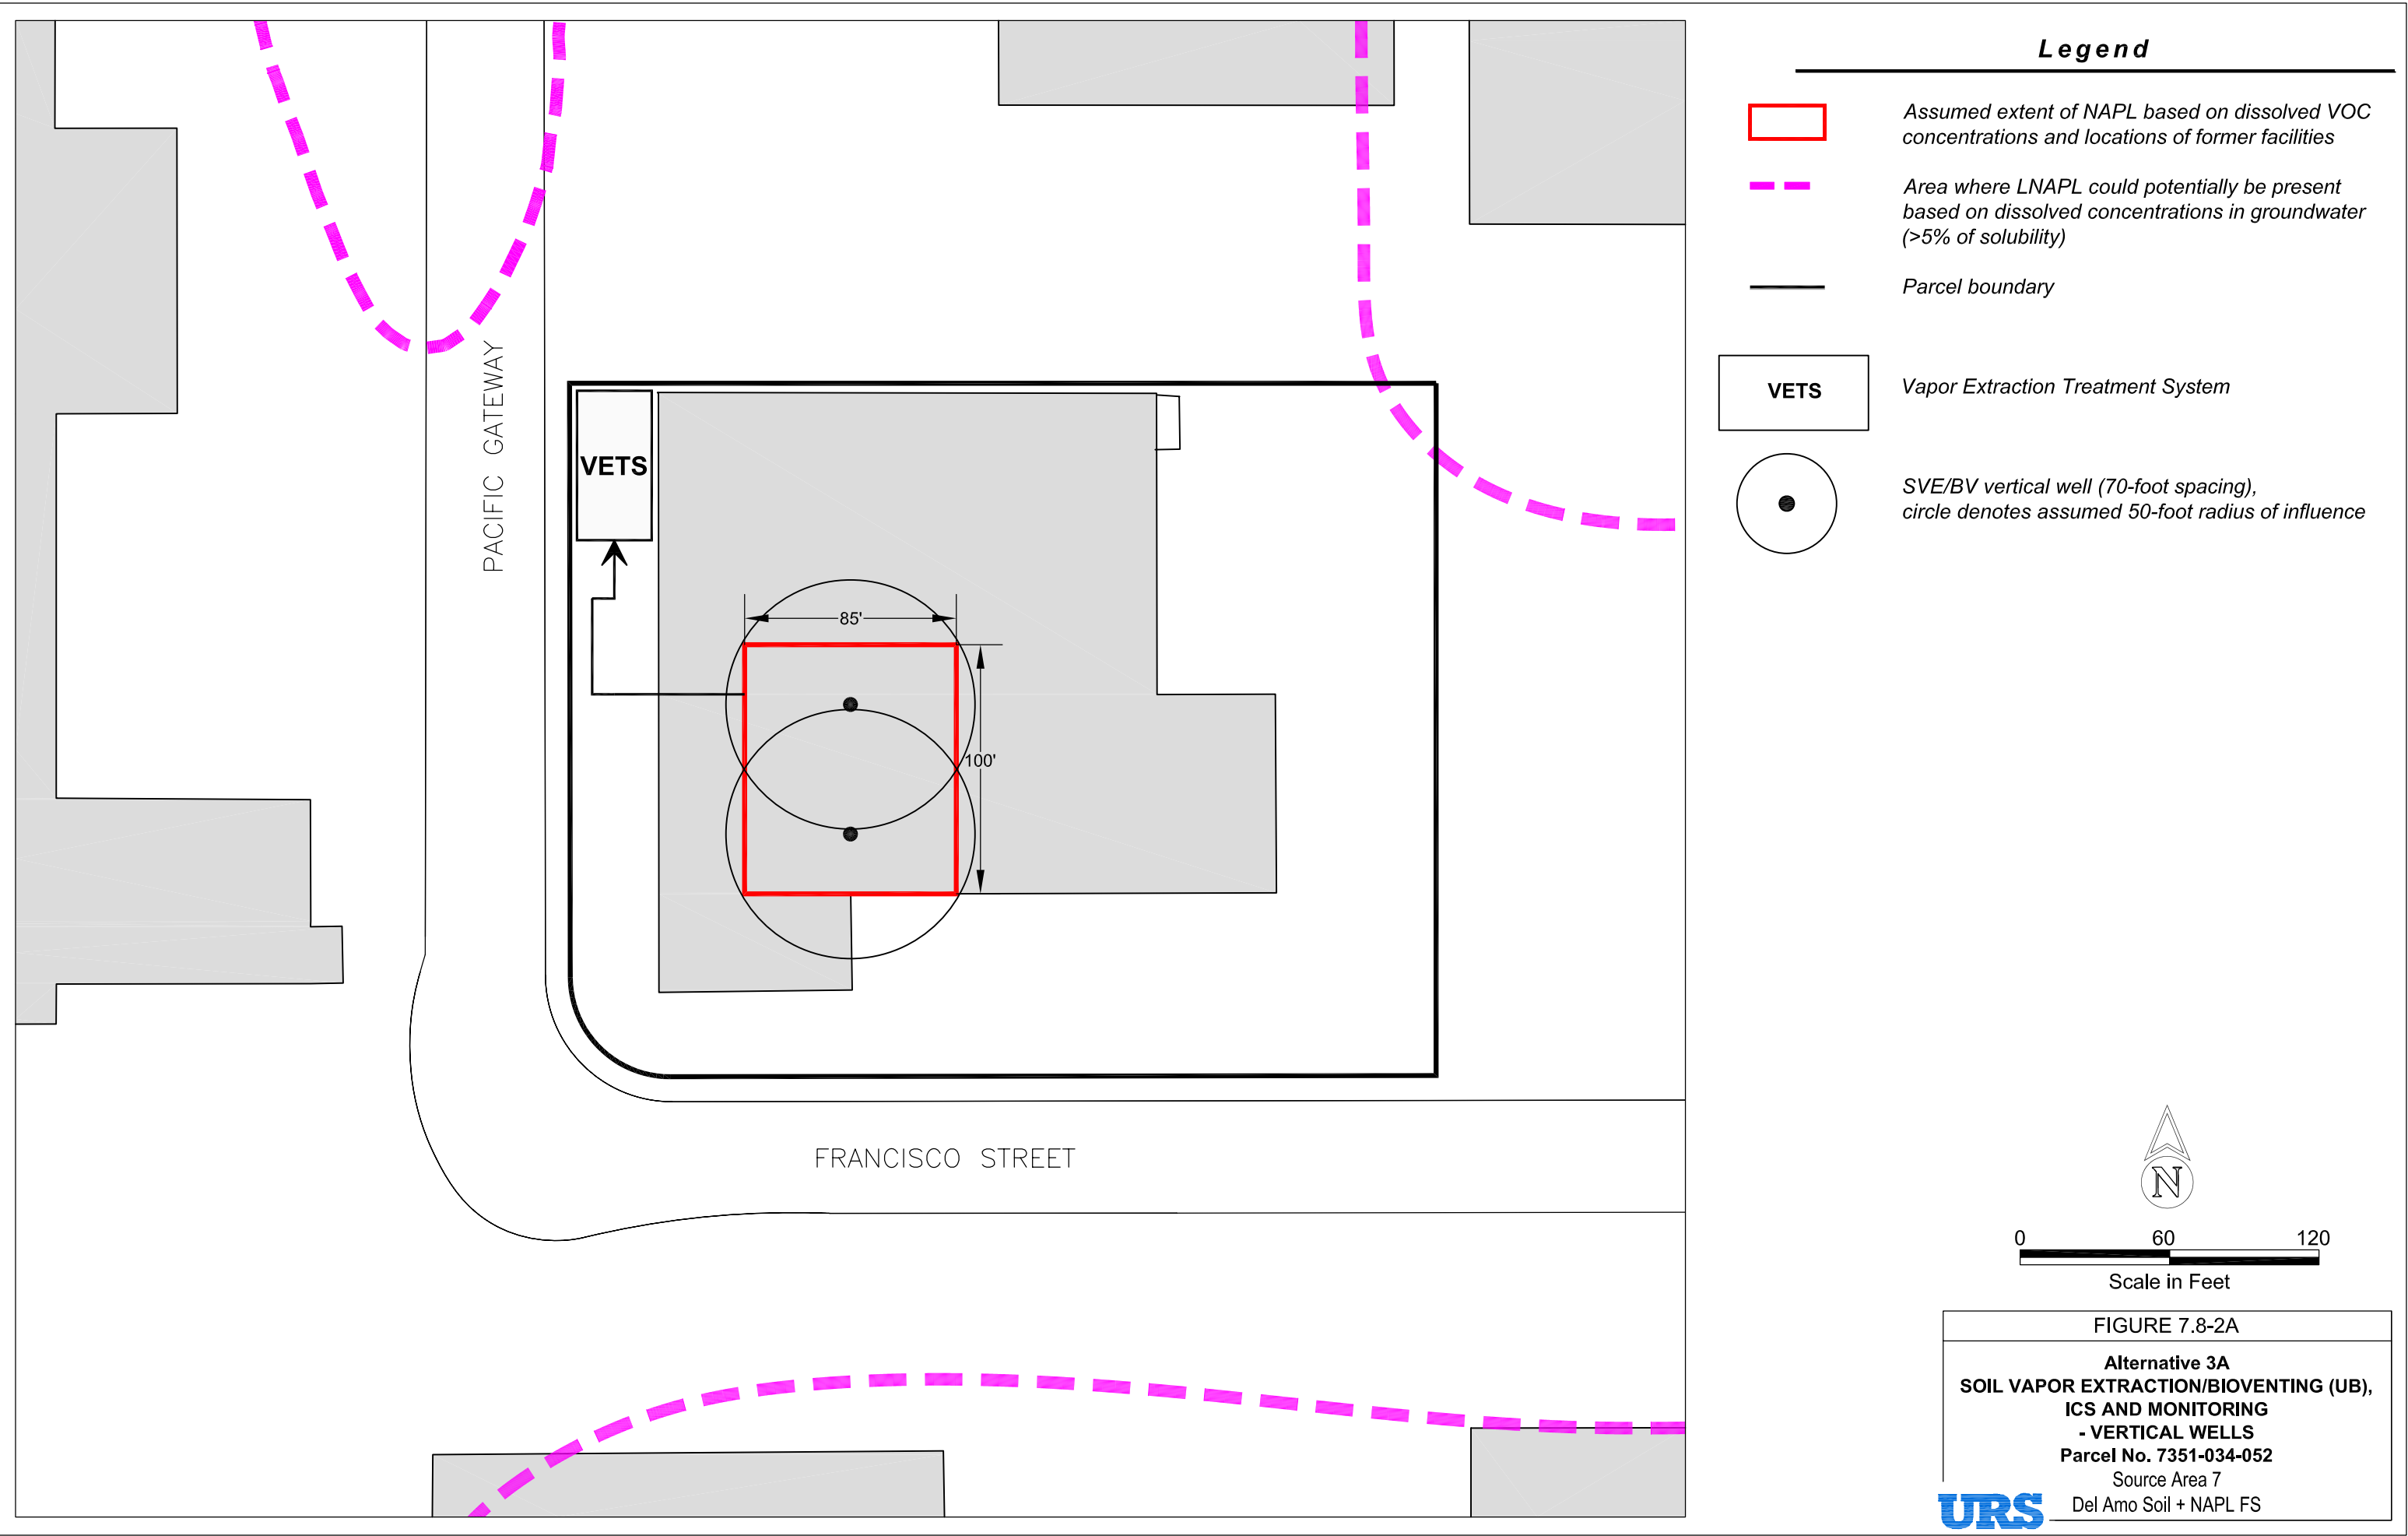 Legend
Assumed extent of NAPL based on dissolved VOC
concentrations and locations of former facilities
Area where LNAPL could potentially be present
based on dissolved concentrations in groundwater
(>5% of solubility)
Parcel boundary
VETS
Vapor Extraction Treatment System
SVE/BV vertical well (70-foot spacing),
circle denotes assumed 50-foot radius of influence
PACIFIC GATEWAY
VETS
85'
100'
FRANCISCO STREET
N
0 60 120
Scale in Feet
FIGURE 7.8-2A
Alternative 3A
SOIL VAPOR EXTRACTION/BIOVENTING (UB),
ICS AND MONITORING
- VERTICAL WELLS
Parcel No. 7351-034-052
Source Area 7
Del Amo Soil + NAPL FS
URS